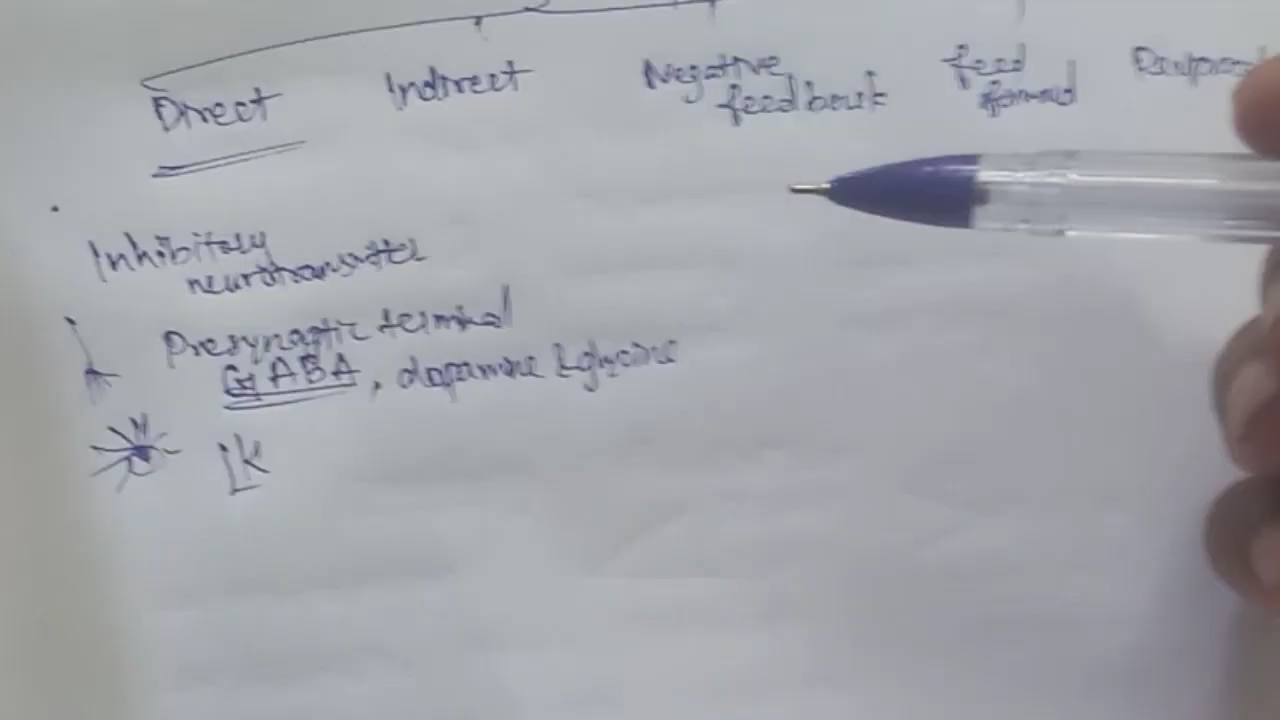 Direct
Indirect
Negative
feedback
feed
forward
Inhibitory
neurotransmitter
Presynaptic terminal
GABA, dopamine & glycine